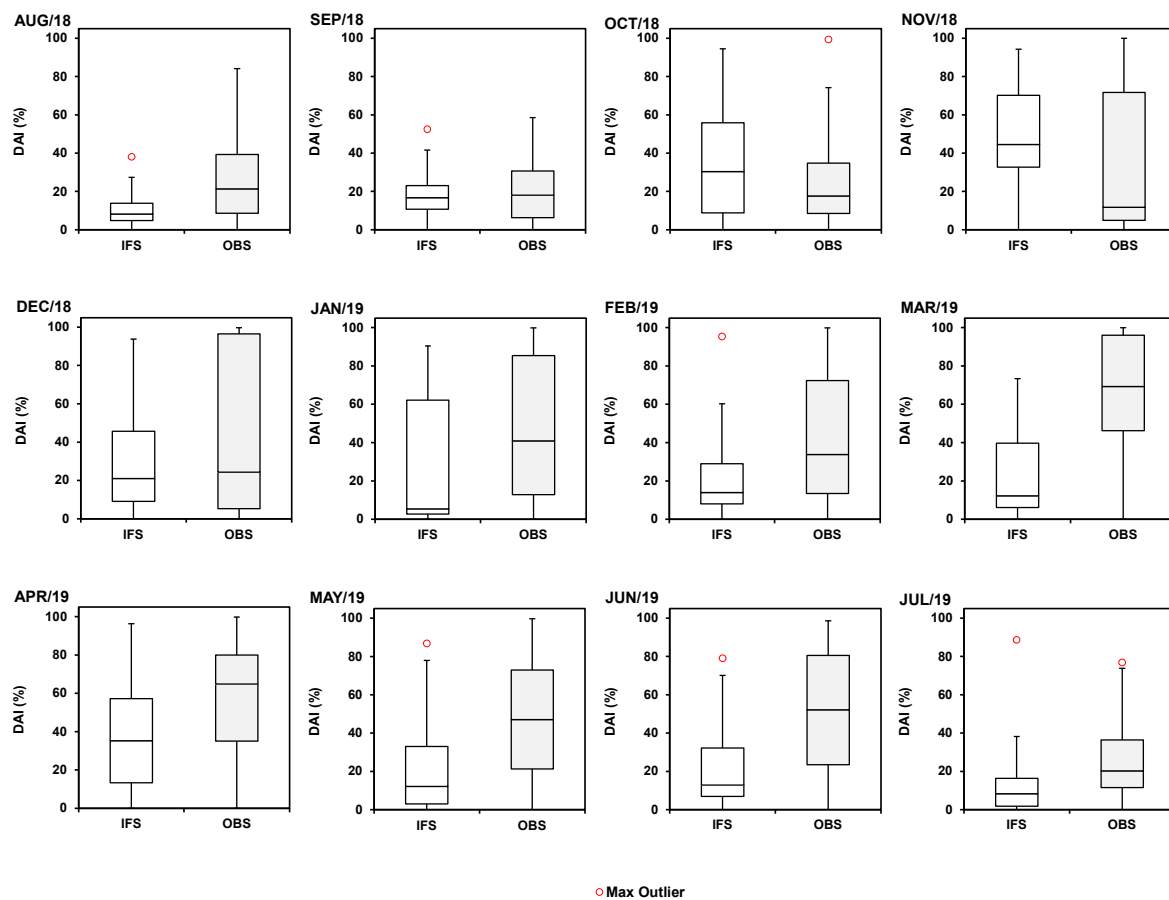 AUG/18
SEP/18
OCT/18
NOV/18
DAI (%)
100
80
60
40
20
0
IFS
OBS
DAI (%)
100
80
60
40
20
0
IFS
OBS
DAI (%)
100
80
60
40
20
0
IFS
OBS
DAI (%)
100
80
60
40
20
0
IFS
OBS
DEC/18
JAN/19
FEB/19
MAR/19
DAI (%)
100
80
60
40
20
0
IFS
OBS
DAI (%)
100
80
60
40
20
0
IFS
OBS
DAI (%)
100
80
60
40
20
0
IFS
OBS
DAI (%)
100
80
60
40
20
0
IFS
OBS
APR/19
MAY/19
JUN/19
JUL/19
DAI (%)
100
80
60
40
20
0
IFS
OBS
DAI (%)
100
80
60
40
20
0
IFS
OBS
DAI (%)
100
80
60
40
20
0
IFS
OBS
DAI (%)
100
80
60
40
20
0
IFS
OBS
Max Outlier